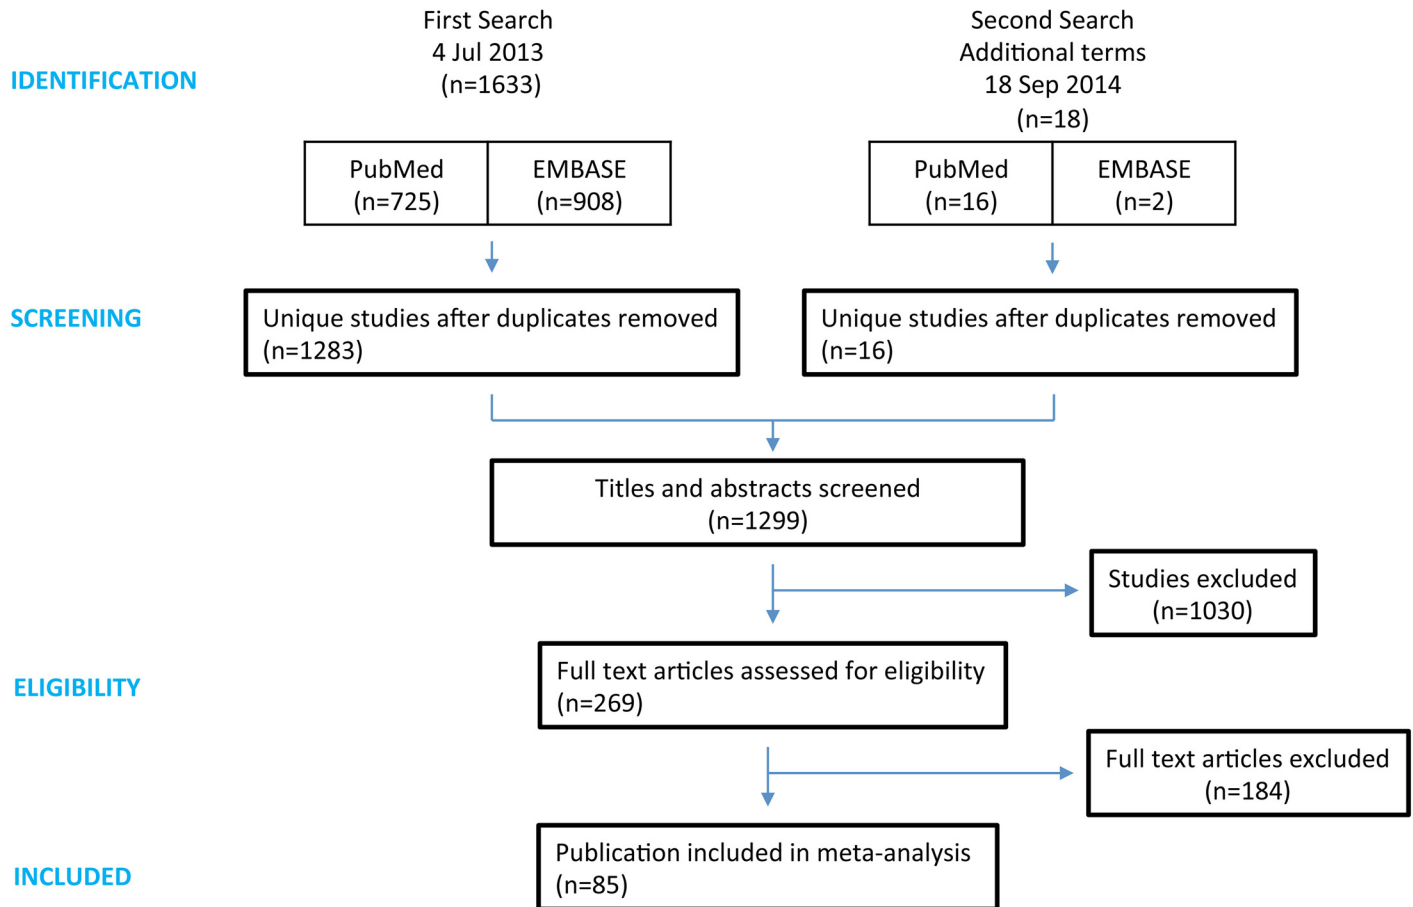 IDENTIFICATION
First Search
4 Jul 2013
(n=1633)
Second Search
Additional terms
18 Sep 2014
(n=18)
PubMed
(n=725)
EMBASE
(n=908)
PubMed
(n=16)
EMBASE
(n=2)
SCREENING
Unique studies after duplicates removed
(n=1283)
Unique studies after duplicates removed
(n=16)
Titles and abstracts screened
(n=1299)
Studies excluded
(n=1030)
ELIGIBILITY
Full text articles assessed for eligibility
(n=269)
Full text articles excluded
(n=184)
INCLUDED
Publication included in meta-analysis
(n=85)